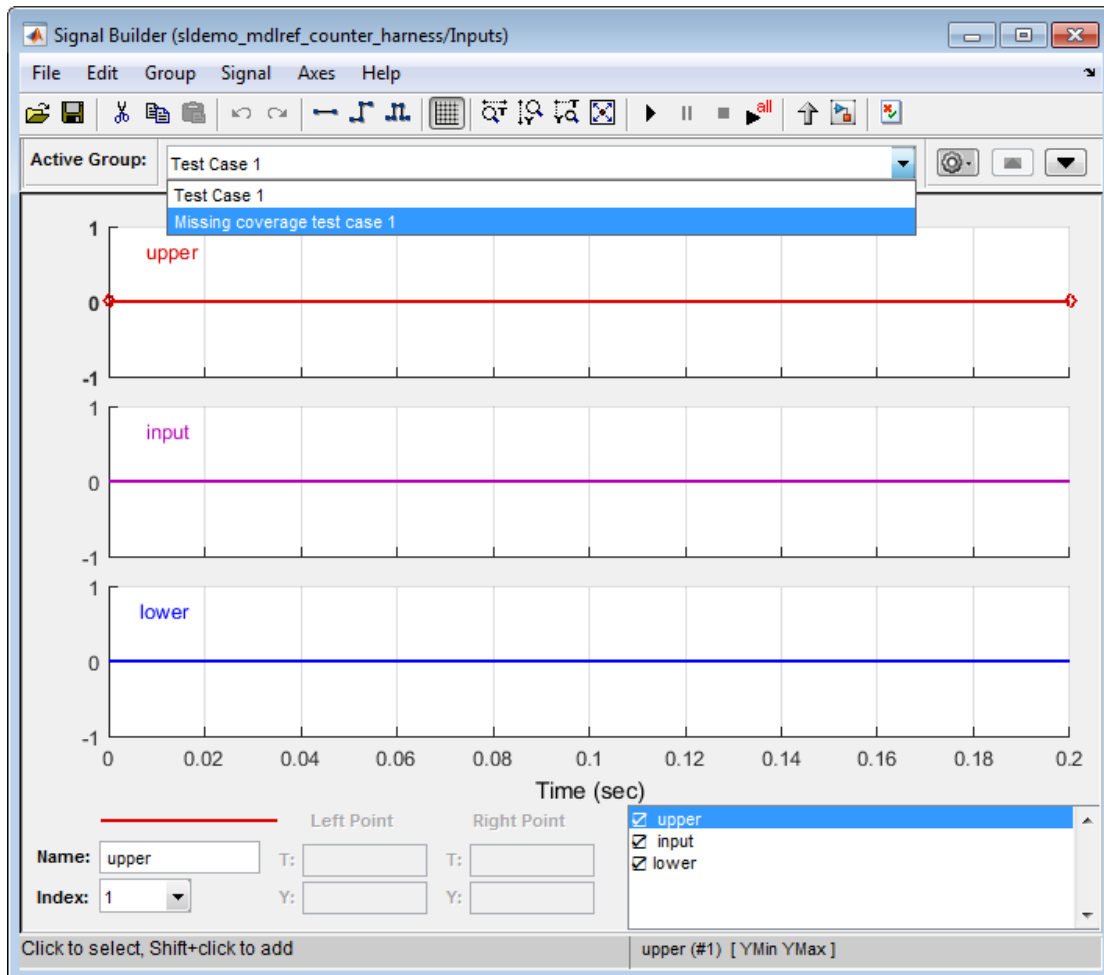 Signal Builder (sldemo_mdlref_counter_harness/Inputs)
File Edit Group Signal Axes Help
all
Active Group: Test Case 1
Test Case 1
Missing coverage test case 1
1
upper
0
-1
1
input
0
-1
1
lower
0
-1
0 0.02 0.04 0.06 0.08 0.1 0.12 0.14 0.16 0.18 0.2
Time (sec)
Left Point Right Point
Name: upper T: T:
Index: 1 Y: Y:
upper
input
lower
Click to select, Shift+click to add
upper (#1) [ YMin YMax ]